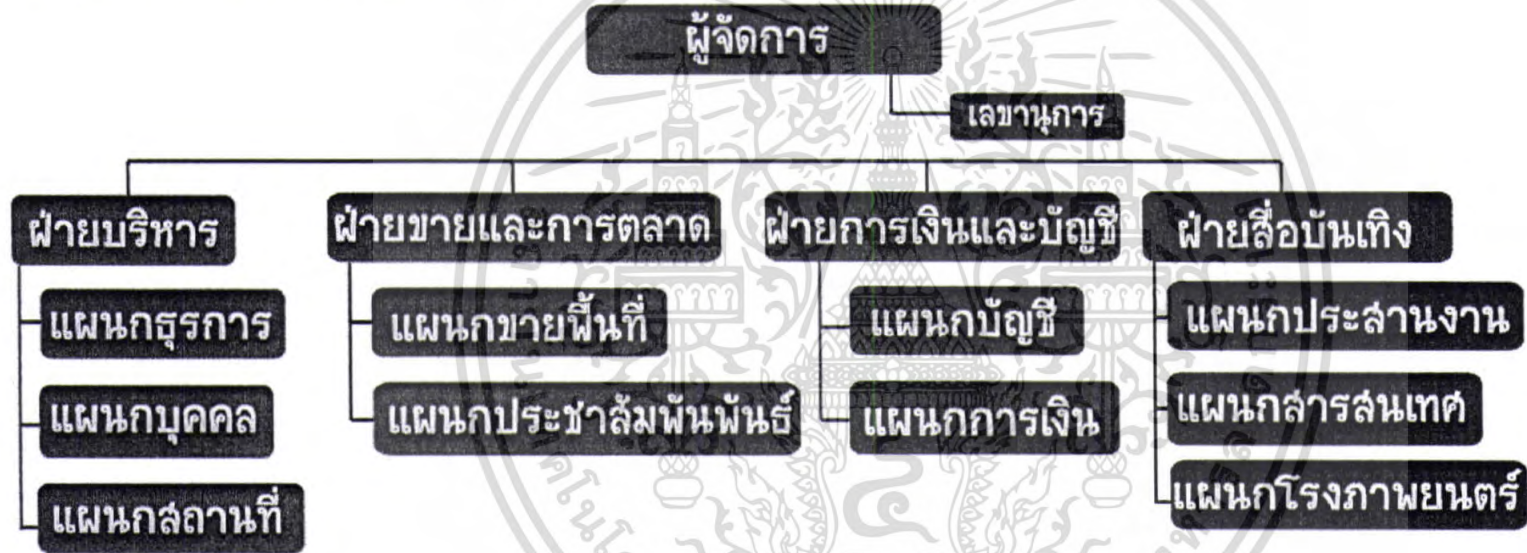 ผู้จัดการ
เลขานุการ
ฝ่ายบริหาร
แผนกธุรการ
แผนกบุคคล
แผนกสถานที่
ฝ่ายขายและการตลาด
แผนกขายพื้นที่
แผนกประชาสัมพันพันธ์
ฝ่ายการเงินและบัญชี
แผนกบัญชี
แผนกการเงิน
ฝ่ายสื่อบันเทิง
แผนกประสานงาน
แผนกสารสนเทศ
แผนกโรงภาพยนตร์